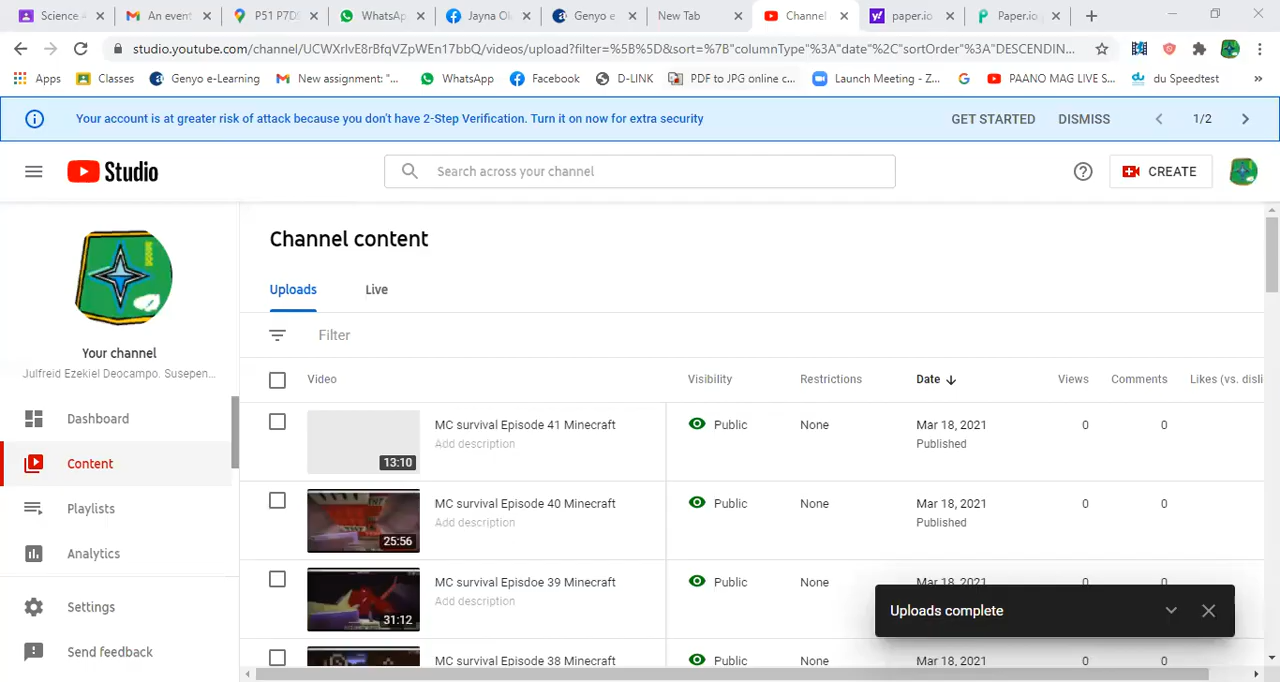 Science
An event
P51 P7D
WhatsAp
Jayna Ol
Genyo e
New Tab
Channel
paper.io
Paper.io
studio.youtube.com/channel/UCWXrlvE8rBfqVZpWEn17bbQ/videos/upload?filter=%5B%5D&sort=%7B"columnType"%3A"date"%2C"sortOrder"%3A"DESCENDIN...
Apps Classes Genyo e-Learning New assignment: "... WhatsApp Facebook D-LINK PDF to JPG online c... Launch Meeting - Z... PAANO MAG LIVE S... du Speedtest »
Your account is at greater risk of attack because you don't have 2-Step Verification. Turn it on now for extra security GET STARTED DISMISS 1/2
Studio Search across your channel CREATE
Channel content
Uploads Live
Filter
Your channel
Julfreid Ezekiel Deocampo. Susepen...
Dashboard
Content
Playlists
Analytics
Settings
Send feedback
Video Visibility Restrictions Date Views Comments Likes (vs. disli
MC survival Episode 41 Minecraft Public None Mar 18, 2021 0 0
Add description Published
13:10
MC survival Episode 40 Minecraft Public None Mar 18, 2021 0 0
Add description Published
25:56
MC survival Episdoe 39 Minecraft Public None Mar 18, 2021 0 0
Add description
31:12
MC survival Episode 38 Minecraft Public None Mar 18, 2021 0 0
Uploads complete